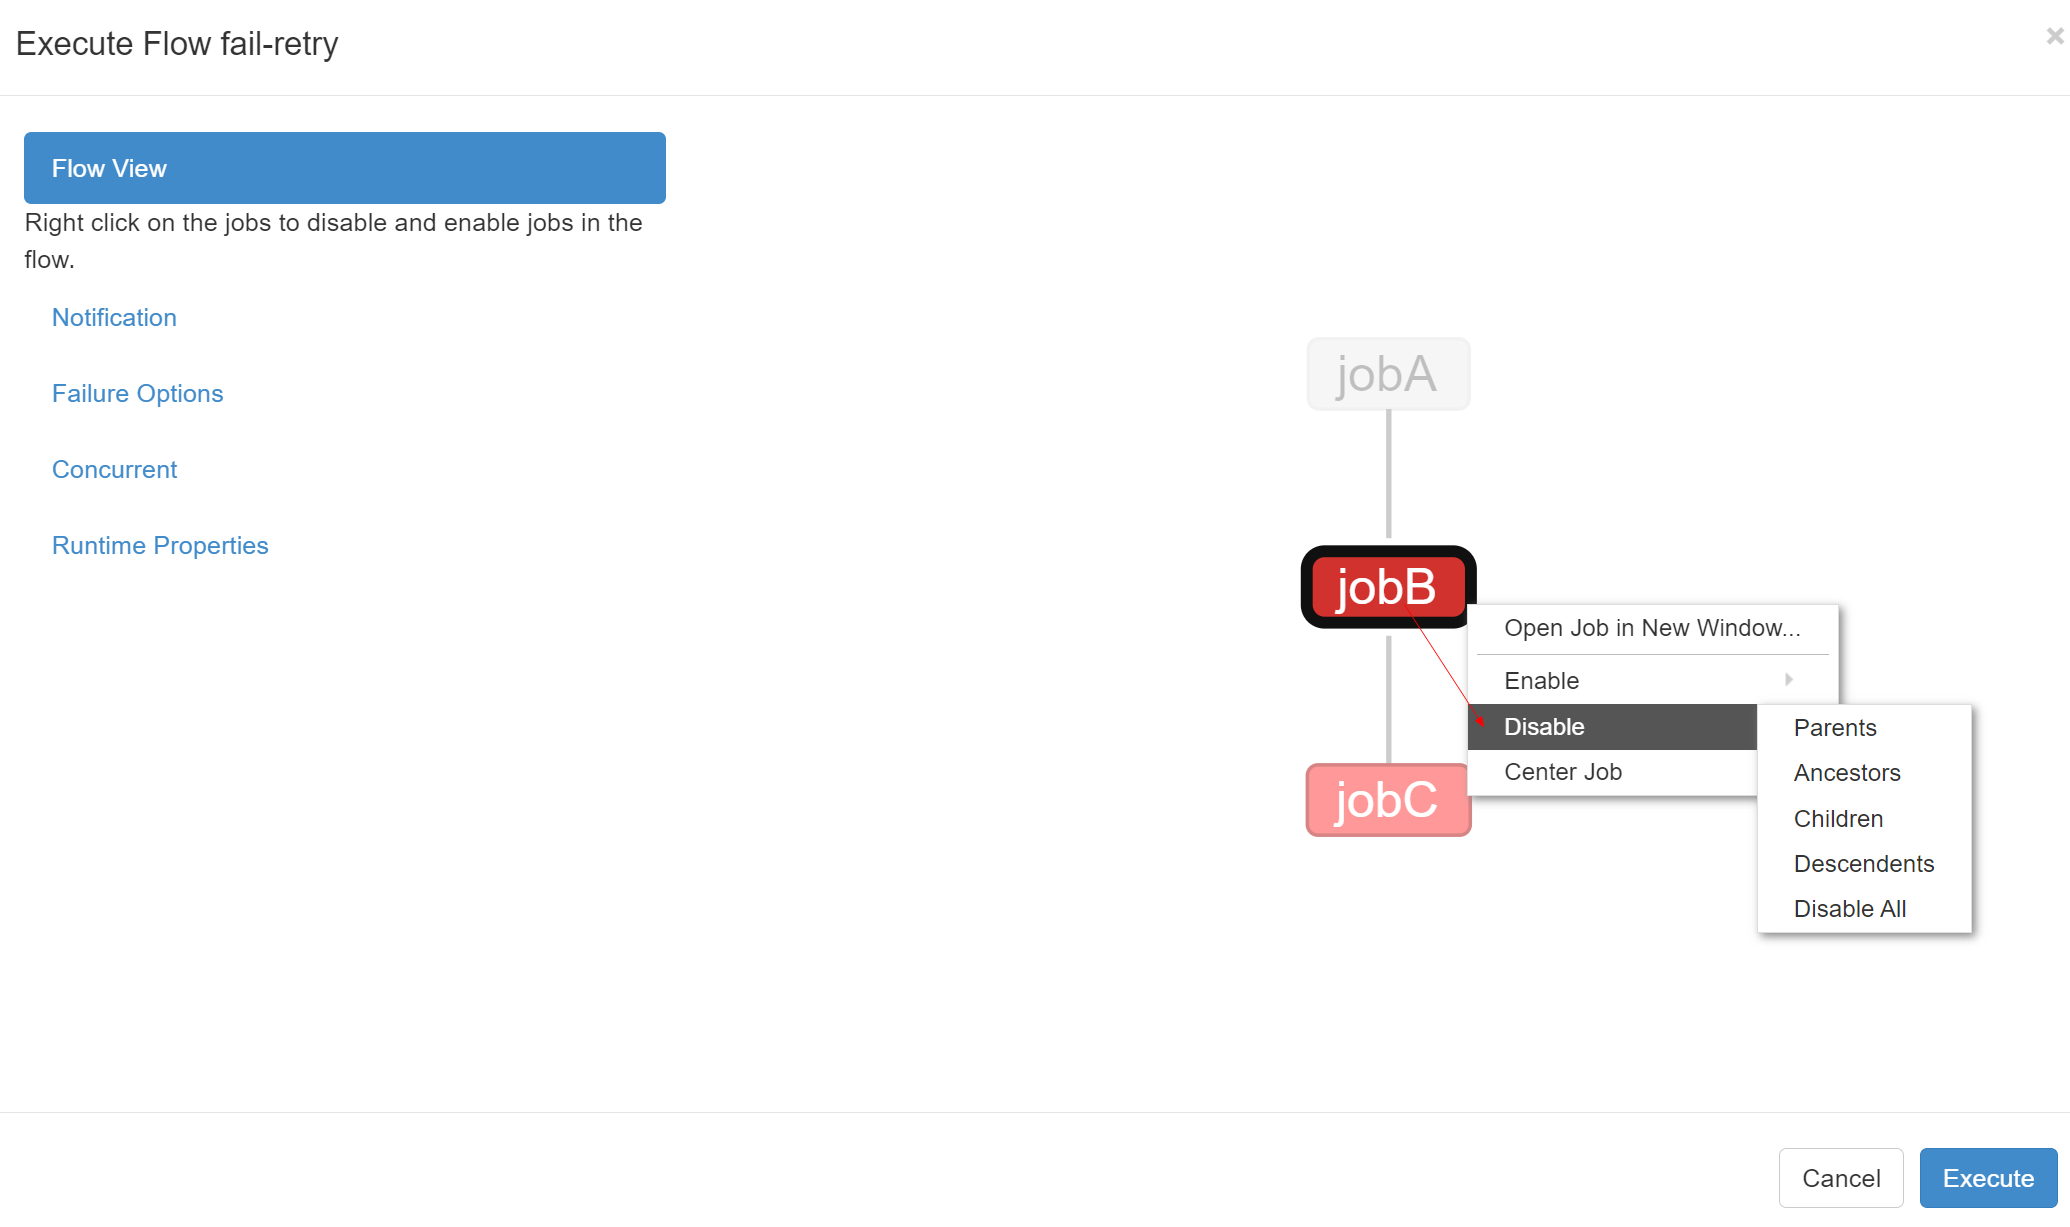 Execute Flow fail-retry
×
Flow View
Right click on the jobs to disable and enable jobs in the
flow.
Notification
Failure Options
Concurrent
Runtime Properties
jobA
jobB
jobC
Open Job in New Window...
Enable
Disable
Center Job
Parents
Ancestors
Children
Descendents
Disable All
Cancel
Execute